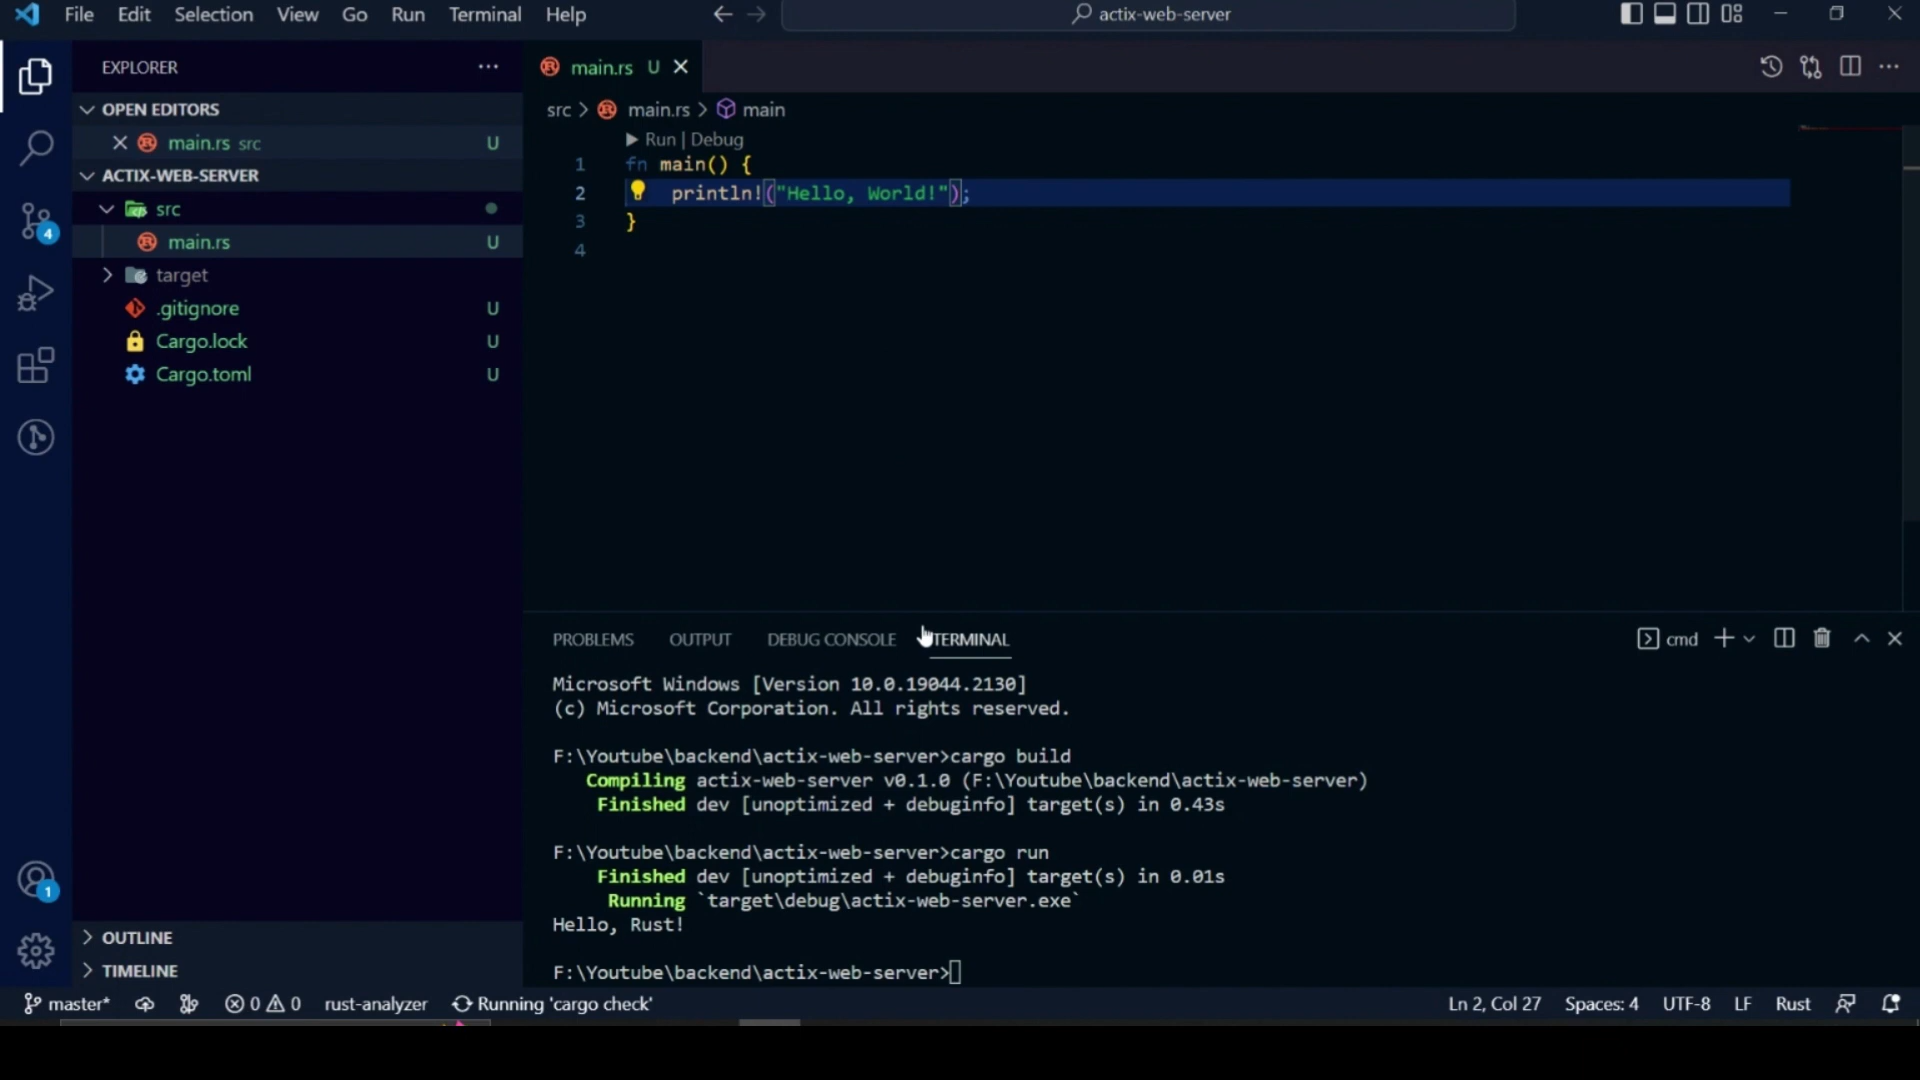 File Edit Selection View Go Run Terminal Help
actix-web-server
EXPLORER
OPEN EDITORS
main.rs src U
ACTIX-WEB-SERVER
src
main.rs U
target
.gitignore U
Cargo.lock U
Cargo.toml U
4
1
OUTLINE
TIMELINE
main.rs U
src > main.rs > main
Run | Debug
1 fn main() {
2 println!("Hello, World!");
3 }
4
PROBLEMS OUTPUT DEBUG CONSOLE TERMINAL
cmd
Microsoft Windows [Version 10.0.19044.2130]
(c) Microsoft Corporation. All rights reserved.
F:\Youtube\backend\actix-web-server>cargo build
Compiling actix-web-server v0.1.0 (F:\Youtube\backend\actix-web-server)
Finished dev [unoptimized + debuginfo] target(s) in 0.43s
F:\Youtube\backend\actix-web-server>cargo run
Finished dev [unoptimized + debuginfo] target(s) in 0.01s
Running `target\debug\actix-web-server.exe`
Hello, Rust!
F:\Youtube\backend\actix-web-server>
master* 0 0 rust-analyzer Running 'cargo check' Ln 2, Col 27 Spaces: 4 UTF-8 LF Rust